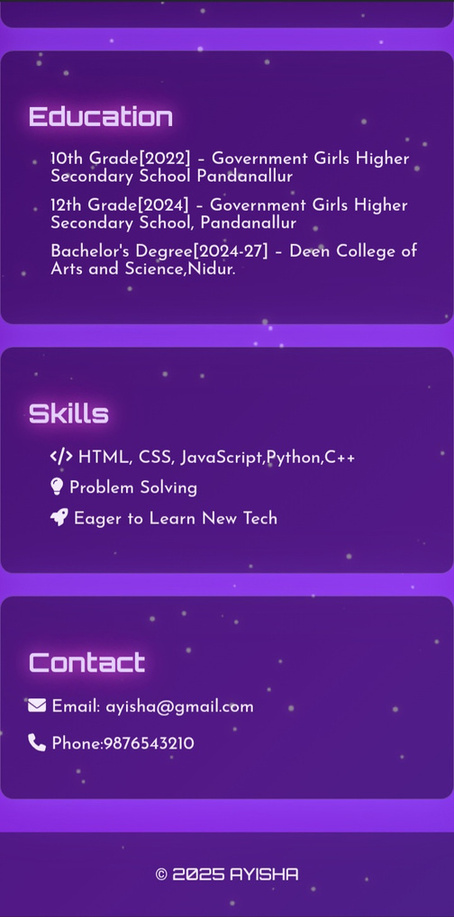 Education
10th Grade[2022] – Government Girls Higher
Secondary School Pandanallur
12th Grade[2024] – Government Girls Higher
Secondary School, Pandanallur
Bachelor's Degree[2024-27] – Deen College of
Arts and Science,Nidur.
Skills
HTML, CSS, JavaScript,Python,C++
Problem Solving
Eager to Learn New Tech
Contact
Email: ayisha@gmail.com
Phone:9876543210
© 2025 AYISHA